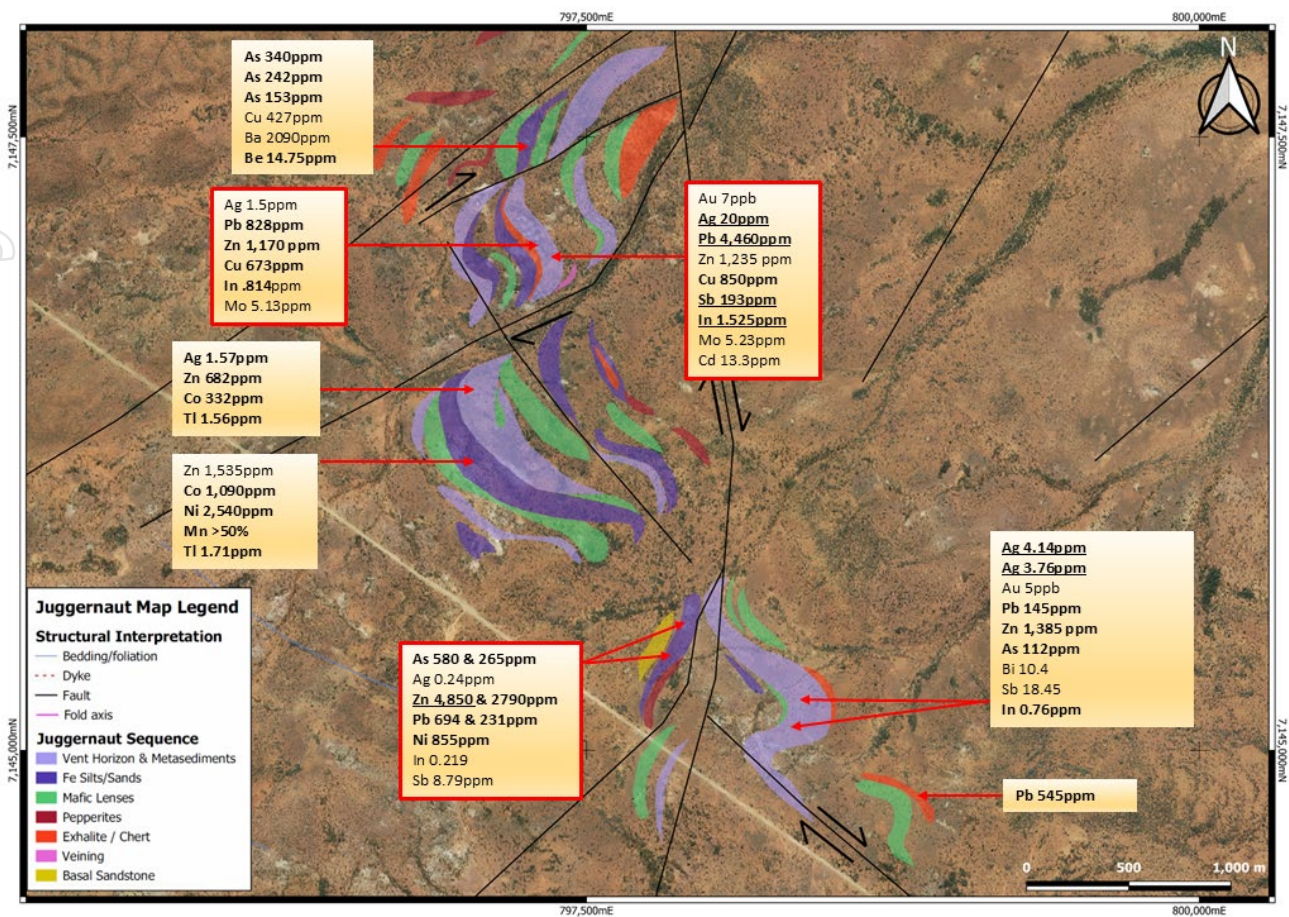 797,500mE
800,000mE
7,147,500mN
7,147,500mN
N
As 340ppm
As 242ppm
As 153ppm
Cu 427ppm
Ba 2090ppm
Be 14.75ppm
Ag 1.5ppm
Pb 828ppm
Zn 1,170 ppm
Cu 673ppm
In .814ppm
Mo 5.13ppm
Au 7ppb
Ag 20ppm
Pb 4,460ppm
Zn 1,235 ppm
Cu 850ppm
Sb 193ppm
In 1.525ppm
Mo 5.23ppm
Cd 13.3ppm
Ag 1.57ppm
Zn 682ppm
Co 332ppm
Tl 1.56ppm
Zn 1,535ppm
Co 1,090ppm
Ni 2,540ppm
Mn >50%
Tl 1.71ppm
Ag 4.14ppm
Ag 3.76ppm
Au 5ppb
Pb 145ppm
Zn 1,385 ppm
As 112ppm
Bi 10.4
Sb 18.45
In 0.76ppm
As 580 & 265ppm
Ag 0.24ppm
Zn 4,850 & 2790ppm
Pb 694 & 231ppm
Ni 855ppm
In 0.219
Sb 8.79ppm
Pb 545ppm
Juggernaut Map Legend
Structural Interpretation
Bedding/foliation
Dyke
Fault
Fold axis
Juggernaut Sequence
Vent Horizon & Metasediments
Fe Silts/Sands
Mafic Lenses
Pepperites
Exhalite / Chert
Veining
Basal Sandstone
7,145,000mN
7,145,000mN
0 500 1,000 m
797,500mE
800,000mE